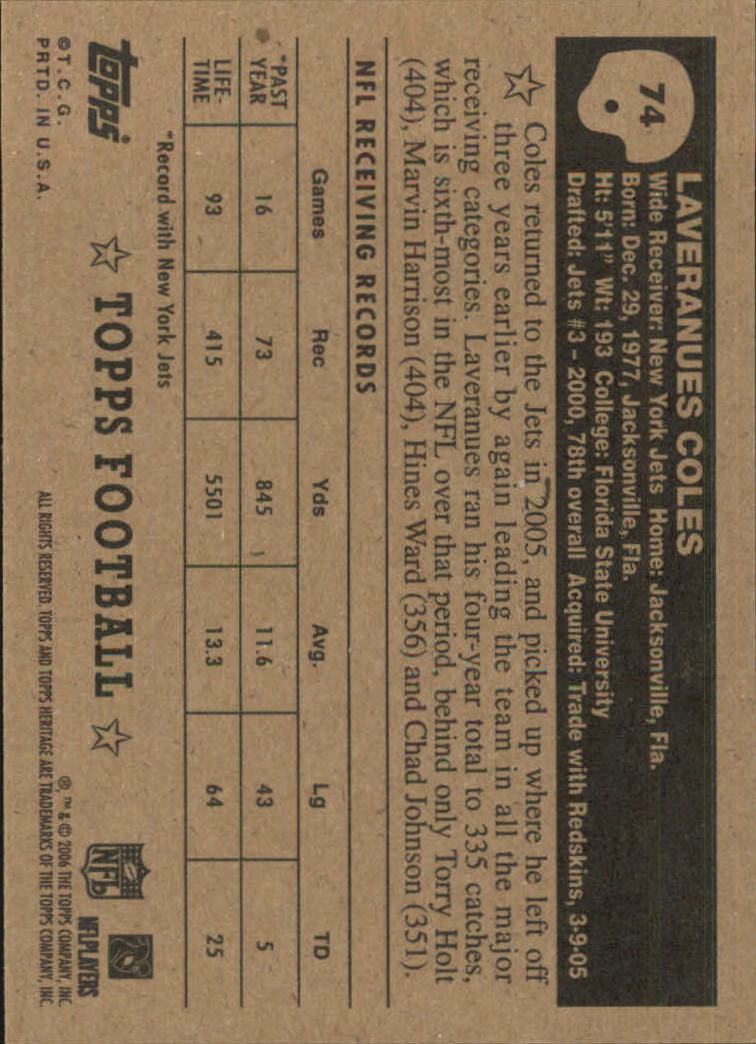 74
LAVERANUES COLES
Wide Receiver: New York Jets Home: Jacksonville, Fla.
Born: Dec. 29, 1977, Jacksonville, Fla.
Ht: 5'11" Wt: 193 College: Florida State University
Drafted: Jets #3 - 2000, 78th overall Acquired: Trade with Redskins, 3-9-05
Coles returned to the Jets in 2005, and picked up where he left off
three years earlier by again leading the team in all the major
receiving categories. Laveranues ran his four-year total to 335 catches,
which is sixth-most in the NFL over that period, behind only Torry Holt
(404), Marvin Harrison (404), Hines Ward (356) and Chad Johnson (351).
NFL RECEIVING RECORDS
Games Rec Yds Avg. Lg TD
*PAST YEAR 16 73 845 11.6 43 5
LIFE-TIME 93 415 5501 13.3 64 25
*Record with New York Jets
topps
©T.C.G.
PRTD. IN U.S.A.
TOPPS FOOTBALL
NFL
NFLPLAYERS
®, ™ & © 2006 THE TOPPS COMPANY, INC.
ALL RIGHTS RESERVED. TOPPS AND TOPPS HERITAGE ARE TRADEMARKS OF THE TOPPS COMPANY, INC.